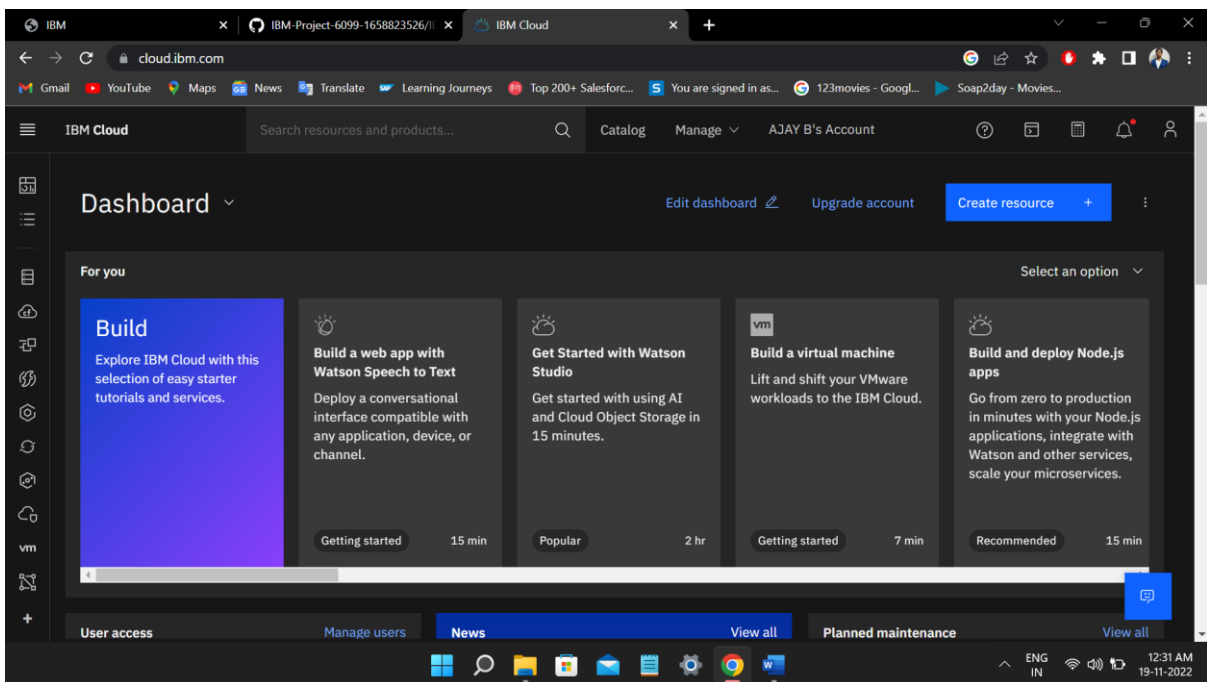 IBM
IBM-Project-6099-1658823526/I
IBM Cloud
cloud.ibm.com
Gmail
YouTube
Maps
News
Translate
Learning Journeys
Top 200+ Salesforc...
You are signed in as...
123movies - Googl...
Soap2day - Movies...
IBM Cloud
Search resources and products...
Catalog
Manage
AJAY B's Account
Dashboard
Edit dashboard
Upgrade account
Create resource +
For you
Select an option
Build
Explore IBM Cloud with this
selection of easy starter
tutorials and services.
Build a web app with
Watson Speech to Text
Deploy a conversational
interface compatible with
any application, device, or
channel.
Getting started
15 min
Get Started with Watson
Studio
Get started with using AI
and Cloud Object Storage in
15 minutes.
Popular
2 hr
vm
Build a virtual machine
Lift and shift your VMware
workloads to the IBM Cloud.
Getting started
7 min
Build and deploy Node.js
apps
Go from zero to production
in minutes with your Node.js
applications, integrate with
Watson and other services,
scale your microservices.
Recommended
15 min
vm
User access
Manage users
News
View all
Planned maintenance
View all
ENG
IN
12:31 AM
19-11-2022